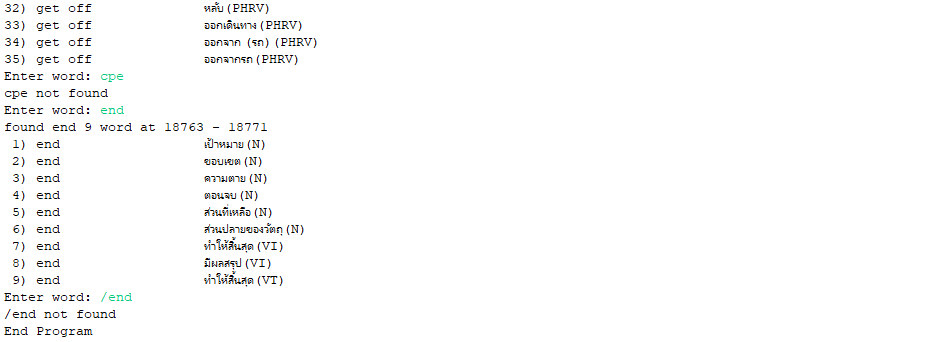 32) get off หลับ(PHRV)
33) get off ออกเดินทาง(PHRV)
34) get off ออกจาก (รถ)(PHRV)
35) get off ออกจากรถ(PHRV)
Enter word: cpe
cpe not found
Enter word: end
found end 9 word at 18763 - 18771
1) end เป้าหมาย(N)
2) end ขอบเขต(N)
3) end ความตาย(N)
4) end ตอนจบ(N)
5) end ส่วนที่เหลือ(N)
6) end ส่วนปลายของวัตถุ(N)
7) end ทำให้สิ้นสุด(VI)
8) end มีผลสรุป(VI)
9) end ทำให้สิ้นสุด(VT)
Enter word: /end
/end not found
End Program